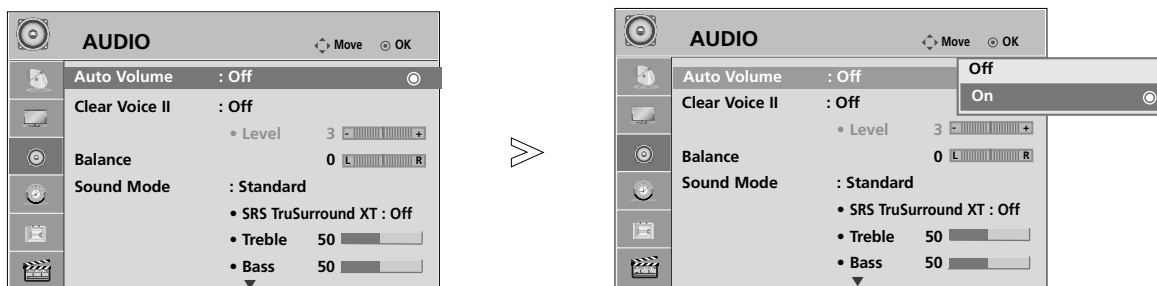 AUDIO Move OK
Auto Volume : Off
Clear Voice II : Off
• Level 3 - +
Balance 0 L R
Sound Mode : Standard
• SRS TruSurround XT : Off
• Treble 50
• Bass 50
AUDIO Move OK
Auto Volume : Off
Off
On
Clear Voice II : Off
• Level 3 - +
Balance 0 L R
Sound Mode : Standard
• SRS TruSurround XT : Off
• Treble 50
• Bass 50